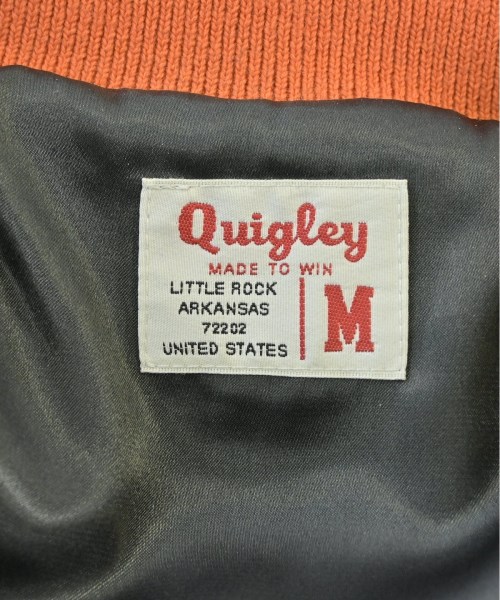 Quigley
MADE TO WIN
LITTLE ROCK
ARKANSAS
72202
UNITED STATES
M